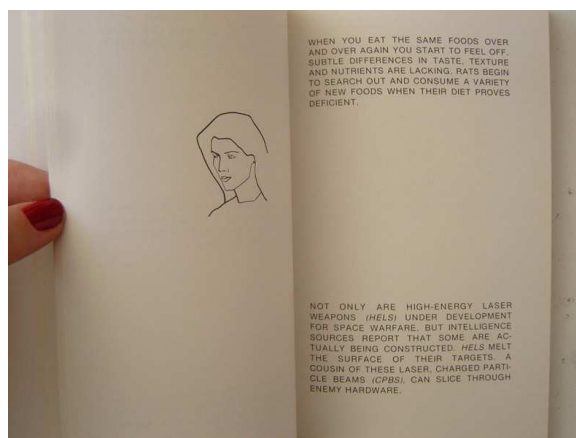 WHEN YOU EAT THE SAME FOODS OVER
AND OVER AGAIN YOU START TO FEEL OFF.
SUBTLE DIFFERENCES IN TASTE, TEXTURE
AND NUTRIENTS ARE LACKING. RATS BEGIN
TO SEARCH OUT AND CONSUME A VARIETY
OF NEW FOODS WHEN THEIR DIET PROVES
DEFICIENT.
NOT ONLY ARE HIGH-ENERGY LASER
WEAPONS (HELS) UNDER DEVELOPMENT
FOR SPACE WARFARE, BUT INTELLIGENCE
SOURCES REPORT THAT SOME ARE AC-
TUALLY BEING CONSTRUCTED. HELS MELT
THE SURFACE OF THEIR TARGETS. A
COUSIN OF THESE LASER, CHARGED PARTI-
CLE BEAMS (CPBS), CAN SLICE THROUGH
ENEMY HARDWARE.